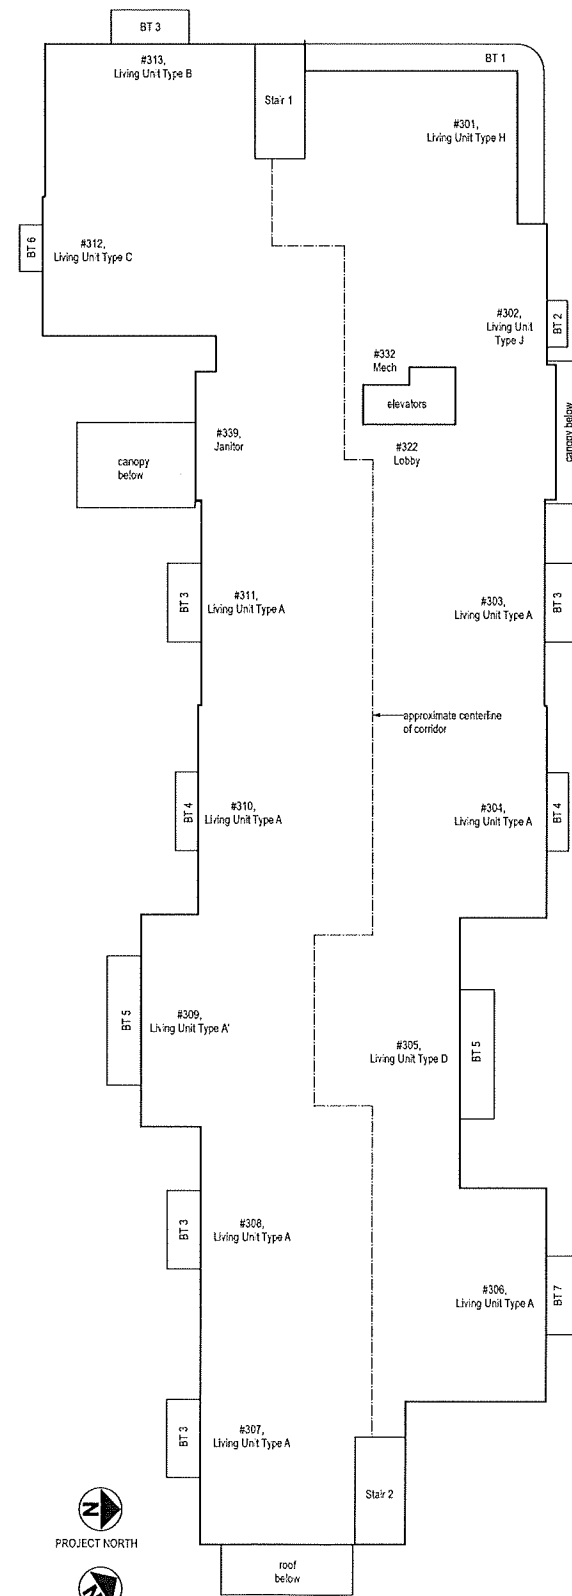 BT 3
#313,
Living Unit Type B
BT 1
Stair 1
#301,
Living Unit Type H
BT 6
#312,
Living Unit Type C
#302,
Living Unit
Type J
BT 2
#332
Mech
elevators
canopy below
#339,
Janitor
#322
Lobby
canopy
below
BT 3
#311,
Living Unit Type A
#303,
Living Unit Type A
BT 3
approximate centerline
of corridor
BT 4
#310,
Living Unit Type A
#304,
Living Unit Type A
BT 4
BT 5
#309,
Living Unit Type A'
#305,
Living Unit Type D
BT 5
BT 3
#308,
Living Unit Type A
#306,
Living Unit Type A
BT 7
BT 3
#307,
Living Unit Type A
Stair 2
N
PROJECT NORTH
roof
below
N